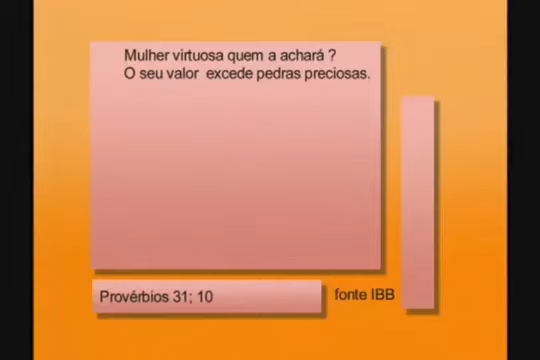 Mulher virtuosa quem a achará ?
O seu valor excede pedras preciosas.
Provérbios 31; 10
fonte IBB